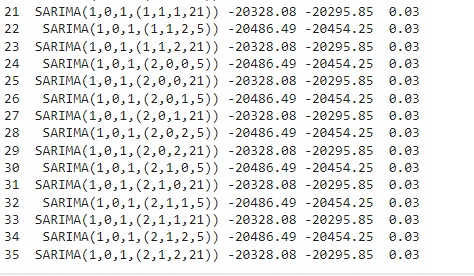 21 SARIMA(1,0,1,(1,1,1,21)) -20328.08 -20295.85 0.03
22 SARIMA(1,0,1,(1,1,2,5)) -20486.49 -20454.25 0.03
23 SARIMA(1,0,1,(1,1,2,21)) -20328.08 -20295.85 0.03
24 SARIMA(1,0,1,(2,0,0,5)) -20486.49 -20454.25 0.03
25 SARIMA(1,0,1,(2,0,0,21)) -20328.08 -20295.85 0.03
26 SARIMA(1,0,1,(2,0,1,5)) -20486.49 -20454.25 0.03
27 SARIMA(1,0,1,(2,0,1,21)) -20328.08 -20295.85 0.03
28 SARIMA(1,0,1,(2,0,2,5)) -20486.49 -20454.25 0.03
29 SARIMA(1,0,1,(2,0,2,21)) -20328.08 -20295.85 0.03
30 SARIMA(1,0,1,(2,1,0,5)) -20486.49 -20454.25 0.03
31 SARIMA(1,0,1,(2,1,0,21)) -20328.08 -20295.85 0.03
32 SARIMA(1,0,1,(2,1,1,5)) -20486.49 -20454.25 0.03
33 SARIMA(1,0,1,(2,1,1,21)) -20328.08 -20295.85 0.03
34 SARIMA(1,0,1,(2,1,2,5)) -20486.49 -20454.25 0.03
35 SARIMA(1,0,1,(2,1,2,21)) -20328.08 -20295.85 0.03